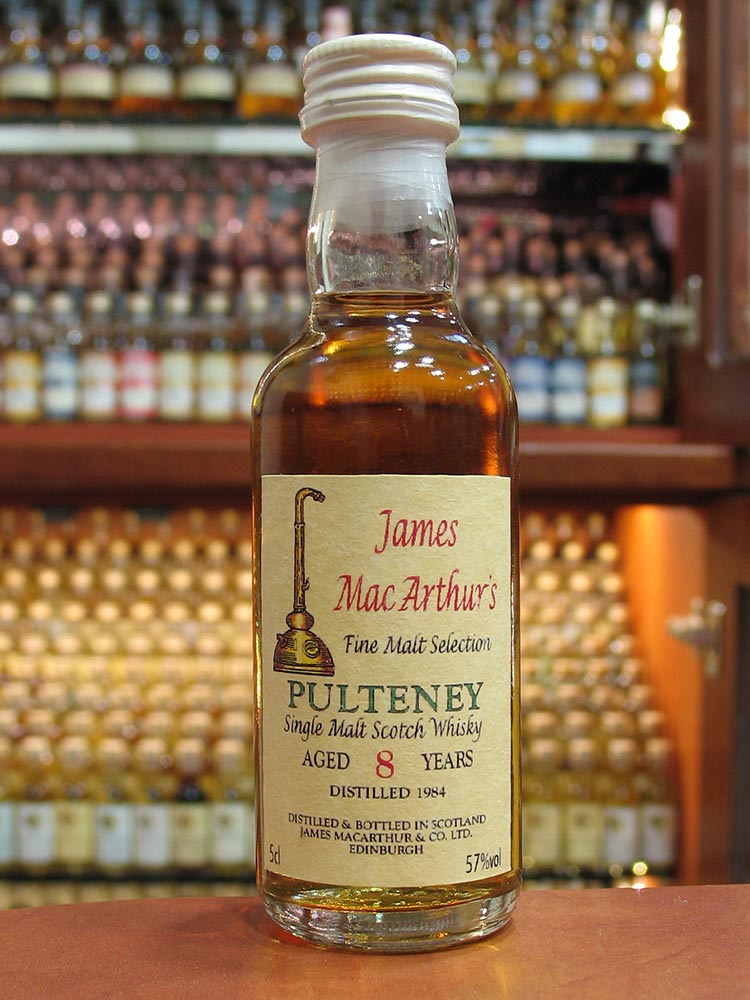 James
MacArthur's
Fine Malt Selection
PULTENEY
Single Malt Scotch Whisky
AGED 8 YEARS
DISTILLED 1984
DISTILLED & BOTTLED IN SCOTLAND
JAMES MACARTHUR & CO. LTD.
EDINBURGH
5cl 57%vol